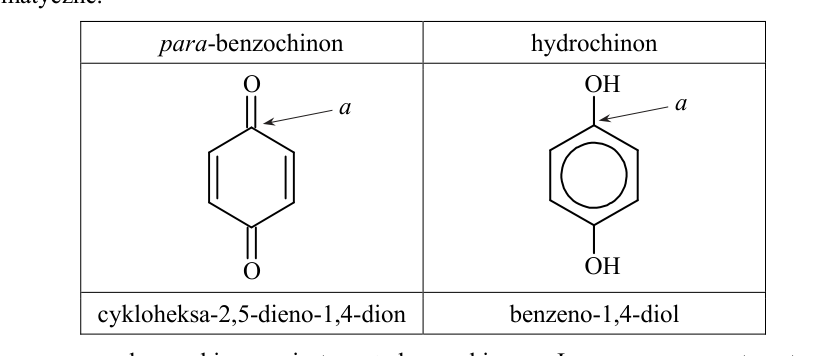 para-benzochinon hydrochinon
O OH
a a
O OH
cykloheksa-2,5-dieno-1,4-dion benzeno-1,4-diol